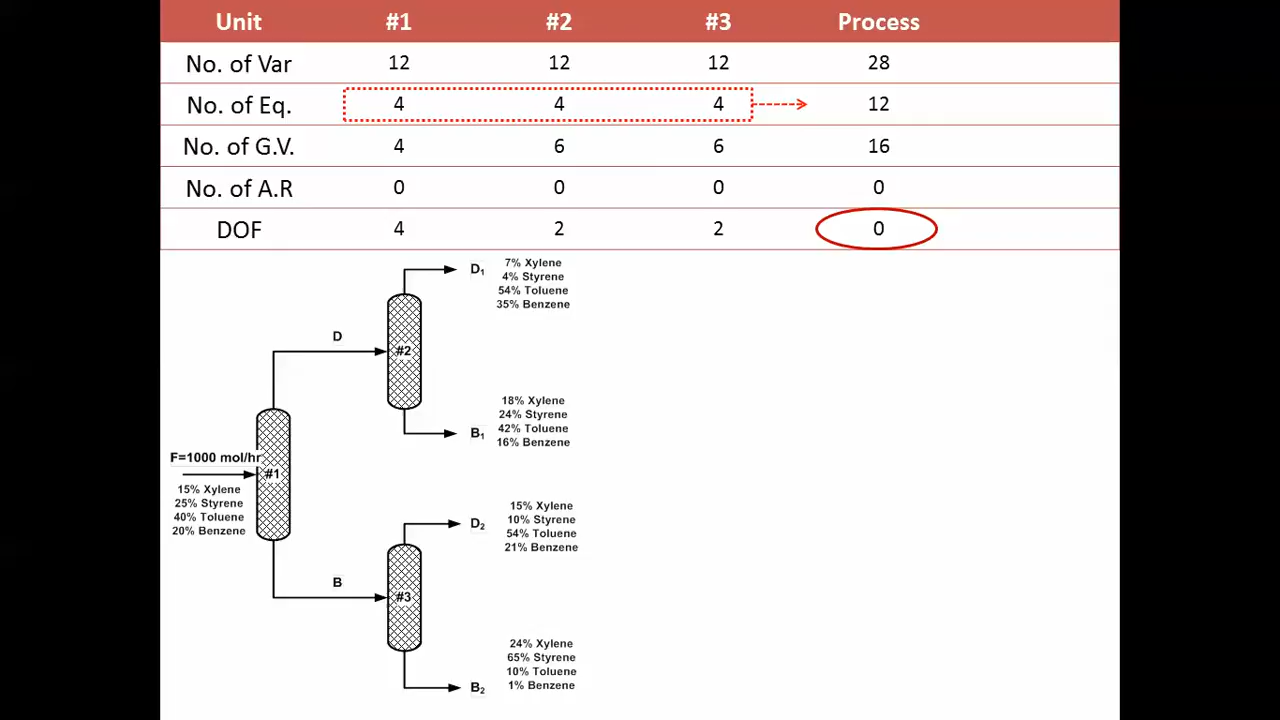 Unit #1 #2 #3 Process
No. of Var 12 12 12 28
No. of Eq. 4 4 4 12
No. of G.V. 4 6 6 16
No. of A.R 0 0 0 0
DOF 4 2 2 0
D1
7% Xylene
4% Styrene
54% Toluene
35% Benzene
D
#2
B1
18% Xylene
24% Styrene
42% Toluene
16% Benzene
F=1000 mol/hr
#1
15% Xylene
25% Styrene
40% Toluene
20% Benzene
D2
15% Xylene
10% Styrene
54% Toluene
21% Benzene
B
#3
B2
24% Xylene
65% Styrene
10% Toluene
1% Benzene